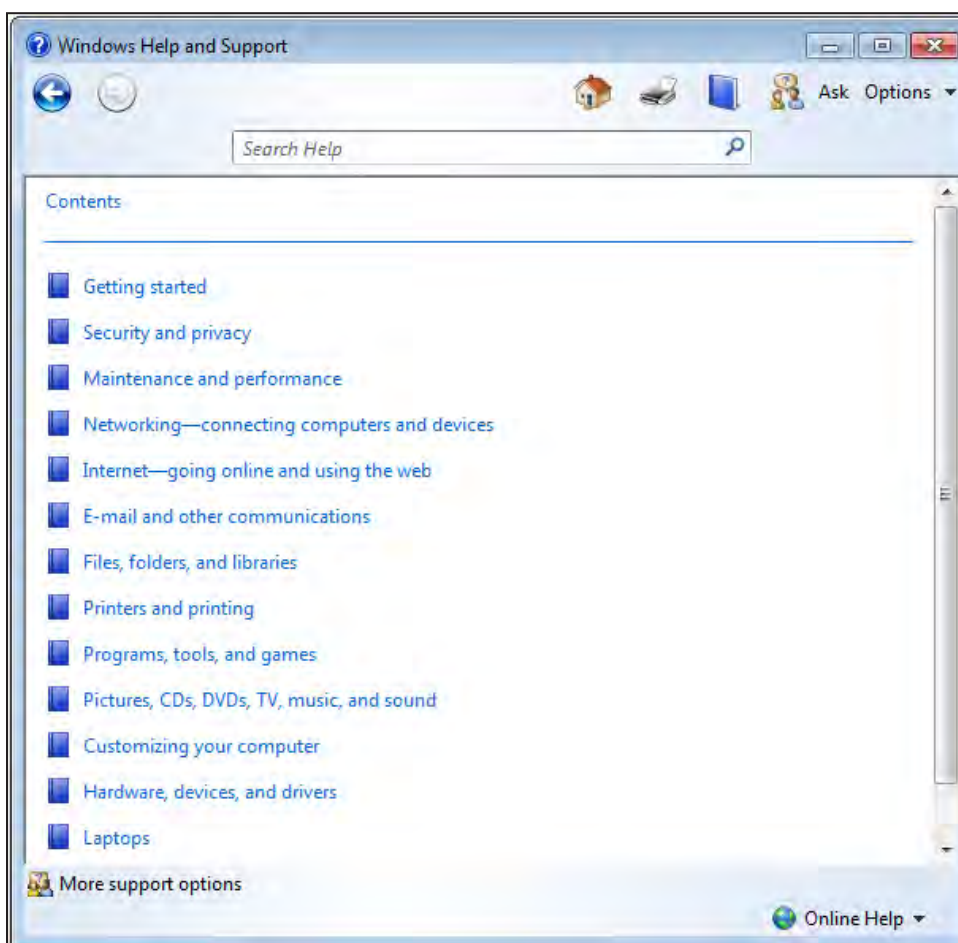 Windows Help and Support
Ask Options
Search Help
Contents
Getting started
Security and privacy
Maintenance and performance
Networking—connecting computers and devices
Internet—going online and using the web
E-mail and other communications
Files, folders, and libraries
Printers and printing
Programs, tools, and games
Pictures, CDs, DVDs, TV, music, and sound
Customizing your computer
Hardware, devices, and drivers
Laptops
More support options
Online Help